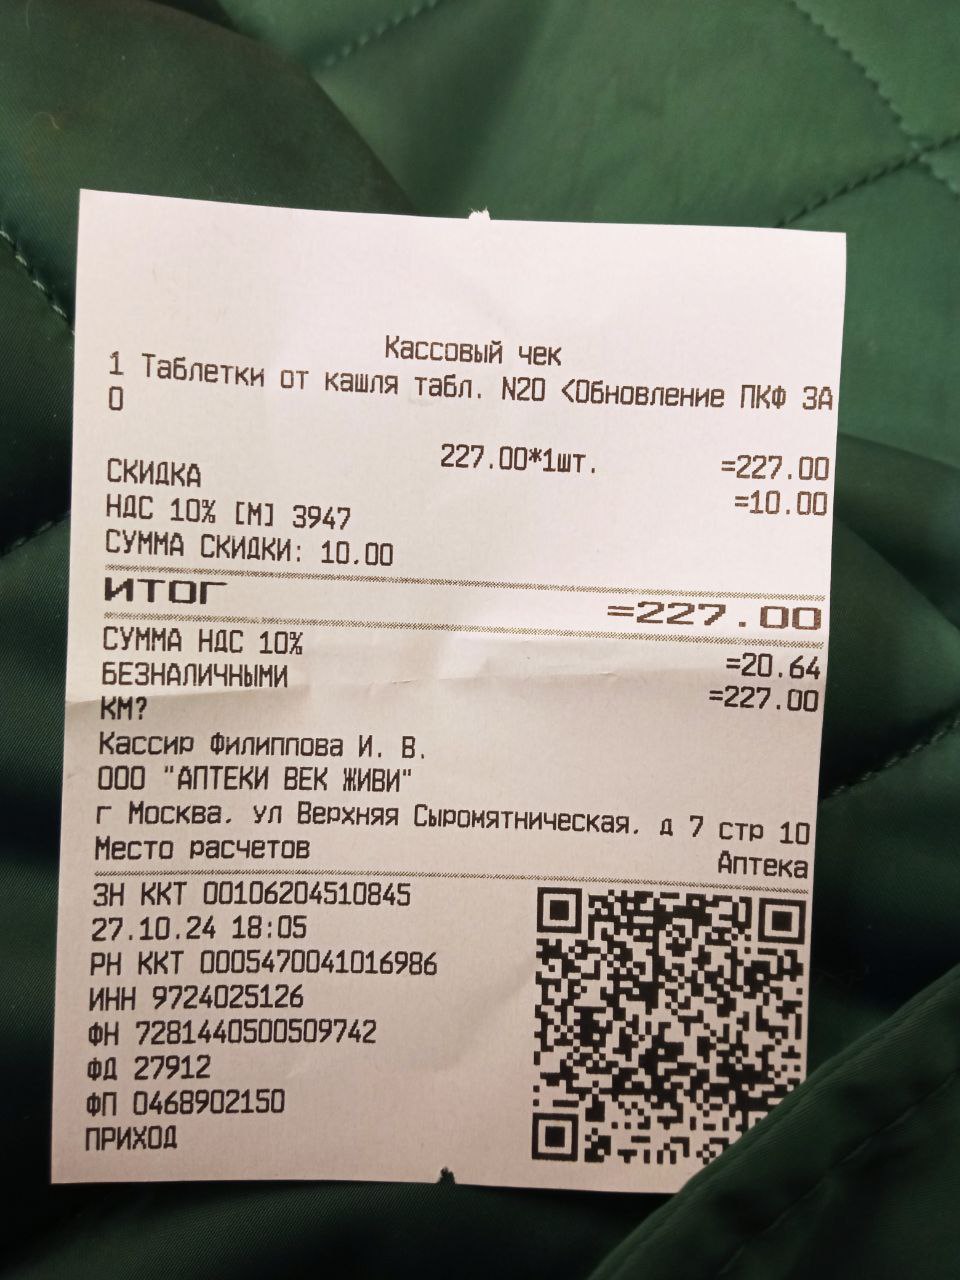 Кассовый чек
1 Таблетки от кашля табл. N20 <Обновление ПКФ ЗА
О
227.00*1шт. =227.00
СКИДКА =10.00
НДС 10% [М] 3947
СУММА СКИДКИ: 10.00
ИТОГ =227.00
СУММА НДС 10% =20.64
БЕЗНАЛИЧНЫМИ =227.00
КМ?
Кассир Филиппова И. В.
ООО "АПТЕКИ ВЕК ЖИВИ"
г Москва, ул Верхняя Сыромятническая, д 7 стр 10
Место расчетов Аптека
ЗН ККТ 00106204510845
27.10.24 18:05
РН ККТ 0005470041016986
ИНН 9724025126
ФН 7281440500509742
ФД 27912
ФП 0468902150
ПРИХОД